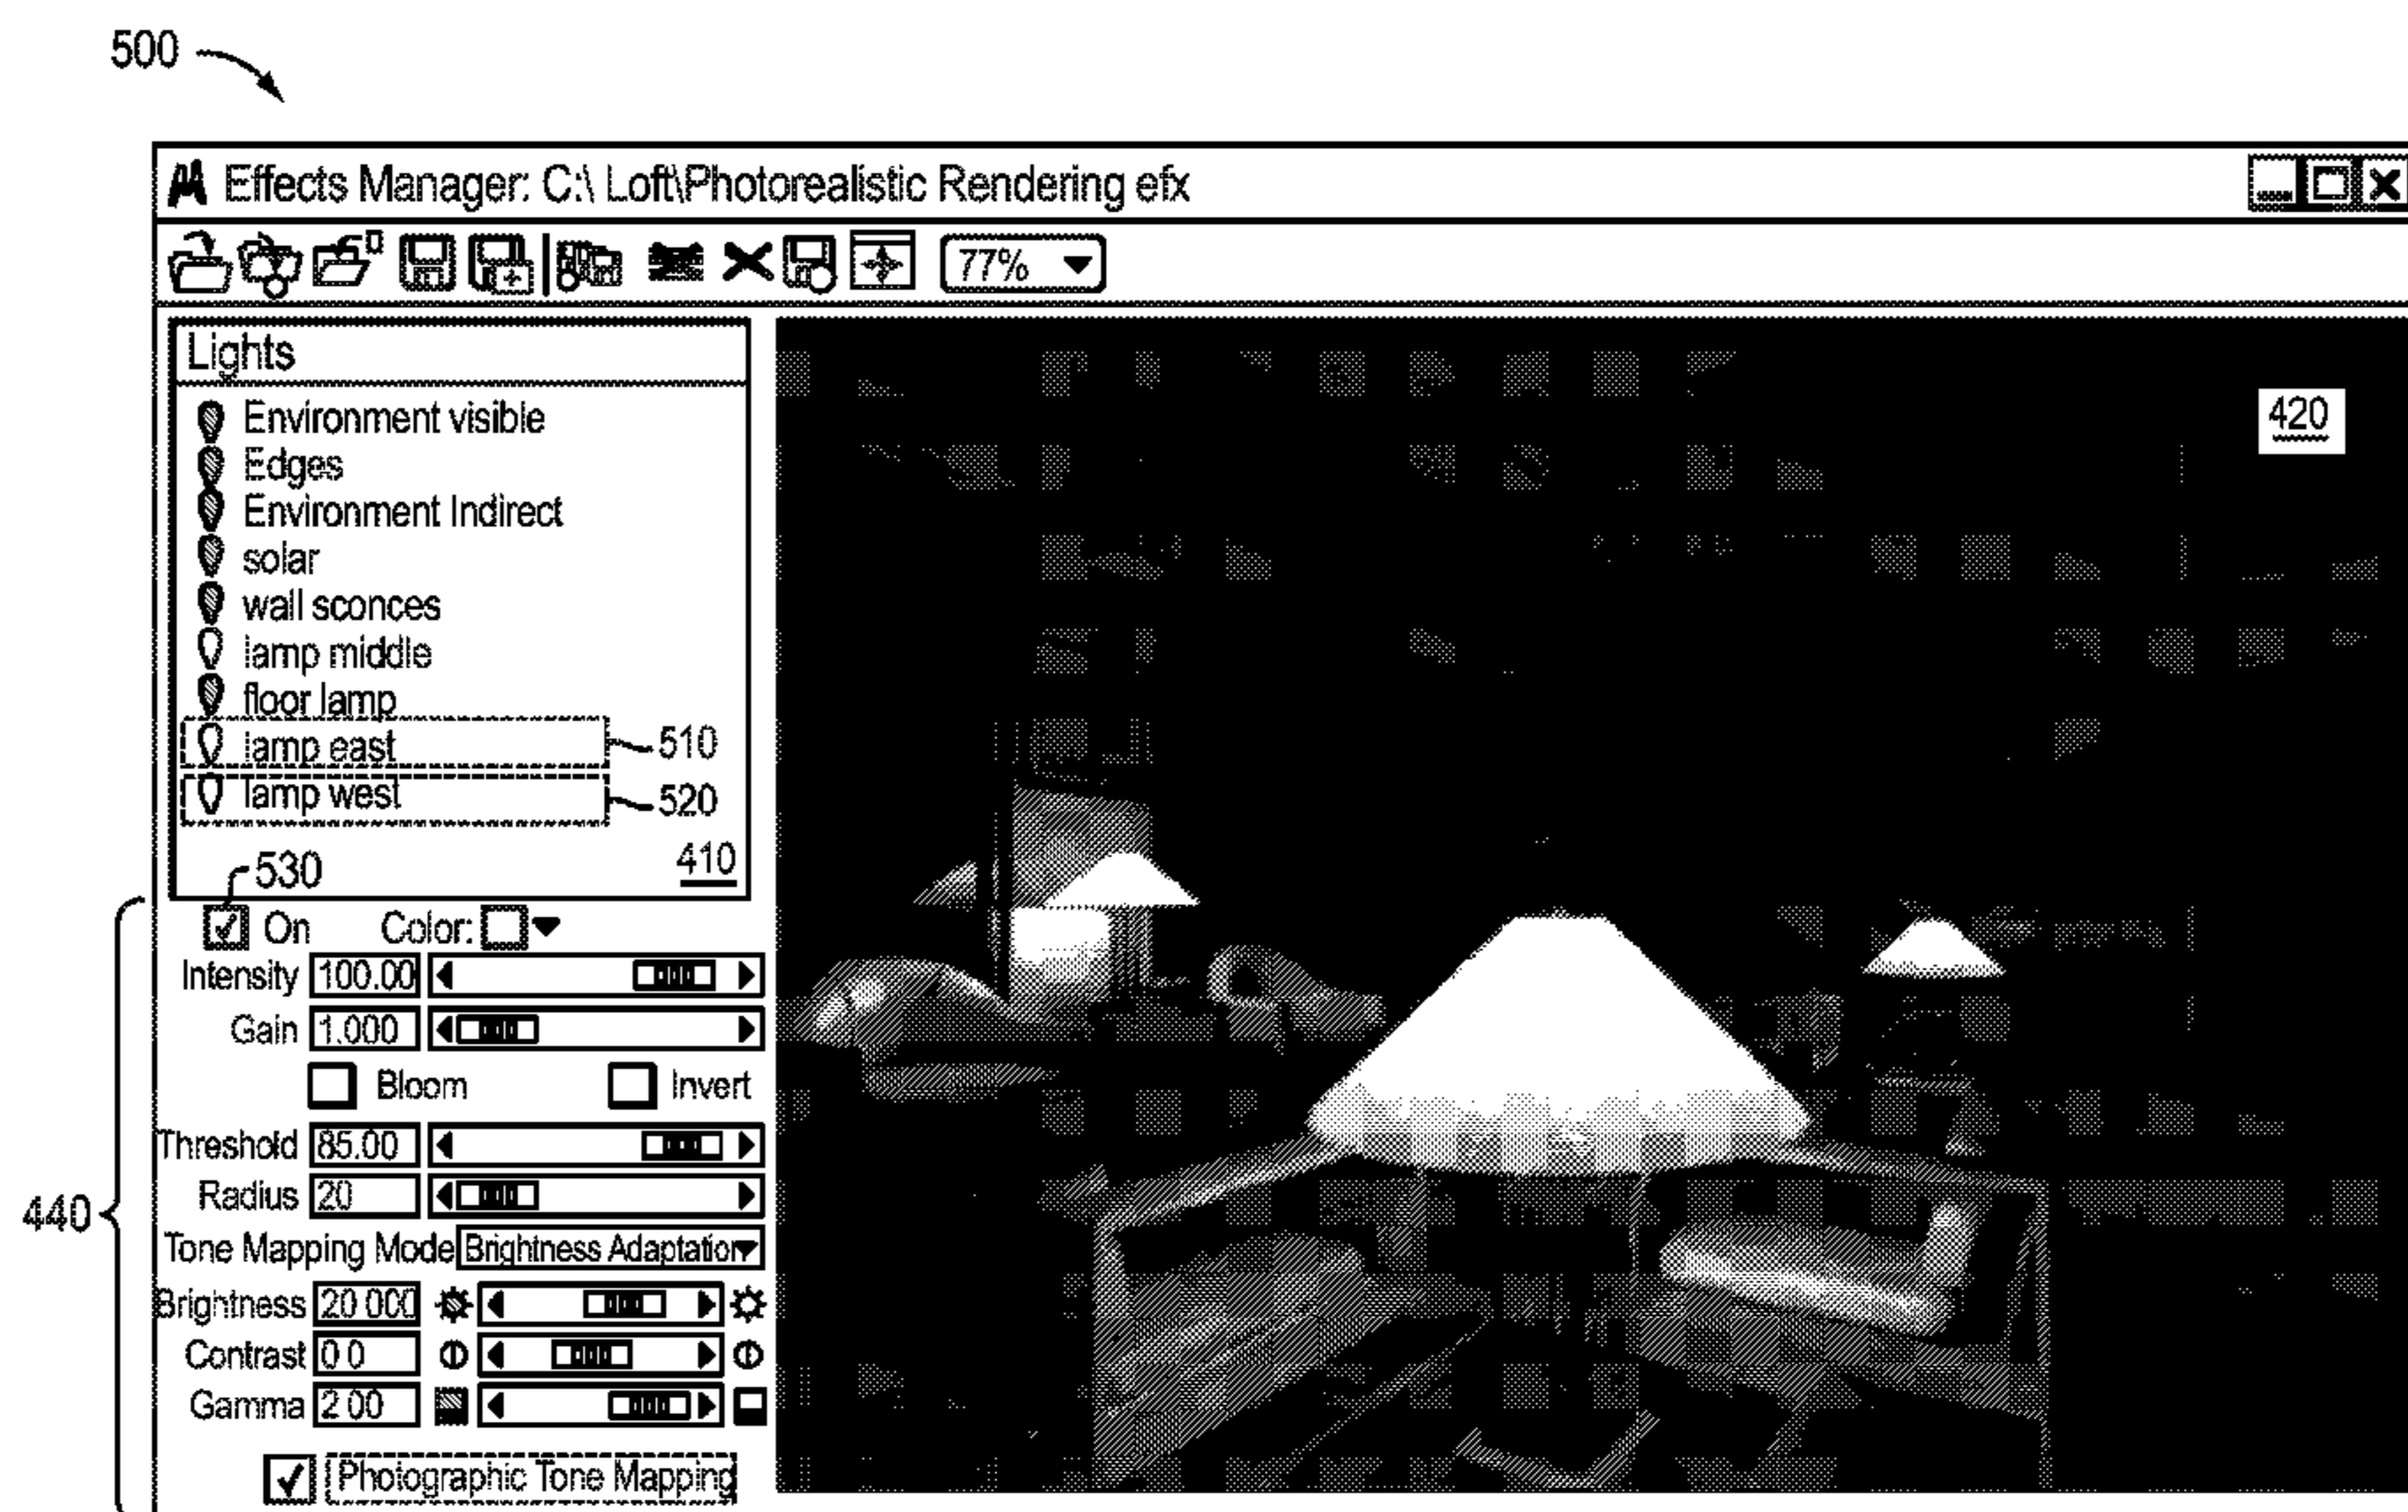 500
Effects Manager: C:\ Loft\Photorealistic Rendering efx
77%
Lights
420
Environment visible
Edges
Environment Indirect
solar
wall sconces
lamp middle
floor lamp
lamp east 510
lamp west 520
530 410
On Color:
Intensity 100.00
Gain 1.000
Bloom Invert
Threshold 85.00
Radius 20
440
Tone Mapping Mode Brightness Adaptation
Brightness 20 000
Contrast 0 0
Gamma 2 00
Photographic Tone Mapping